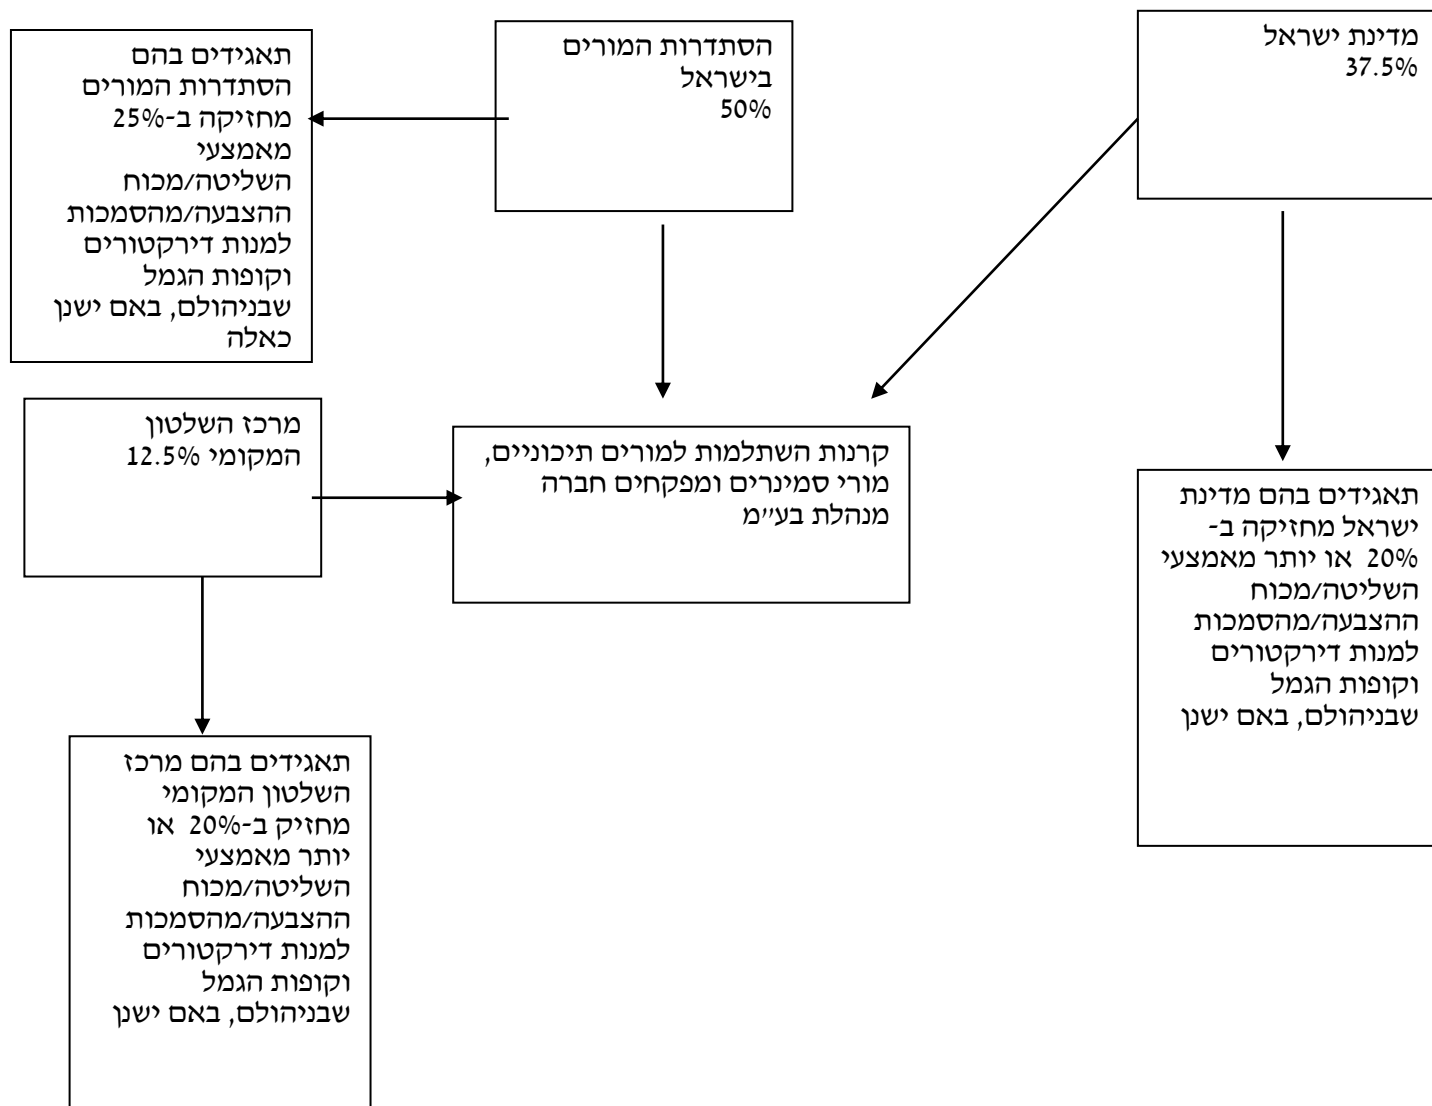 מדינת ישראל
37.5%
הסתדרות המורים
בישראל
50%
תאגידים בהם
הסתדרות המורים
מחזיקה ב-25%
מאמצעי
השליטה/מכוח
ההצבעה/מהסמכות
למנות דירקטורים
וקופות הגמל
שבניהולם, באם ישנן
כאלה
מרכז השלטון
המקומי 12.5%
קרנות השתלמות למורים תיכוניים,
מורי סמינרים ומפקחים חברה
מנהלת בע״מ
תאגידים בהם מדינת
ישראל מחזיקה ב-
20% או יותר מאמצעי
השליטה/מכוח
ההצבעה/מהסמכות
למנות דירקטורים
וקופות הגמל
שבניהולם, באם ישנן
תאגידים בהם מרכז
השלטון המקומי
מחזיק ב-20% או
יותר מאמצעי
השליטה/מכוח
ההצבעה/מהסמכות
למנות דירקטורים
וקופות הגמל
שבניהולם, באם ישנן